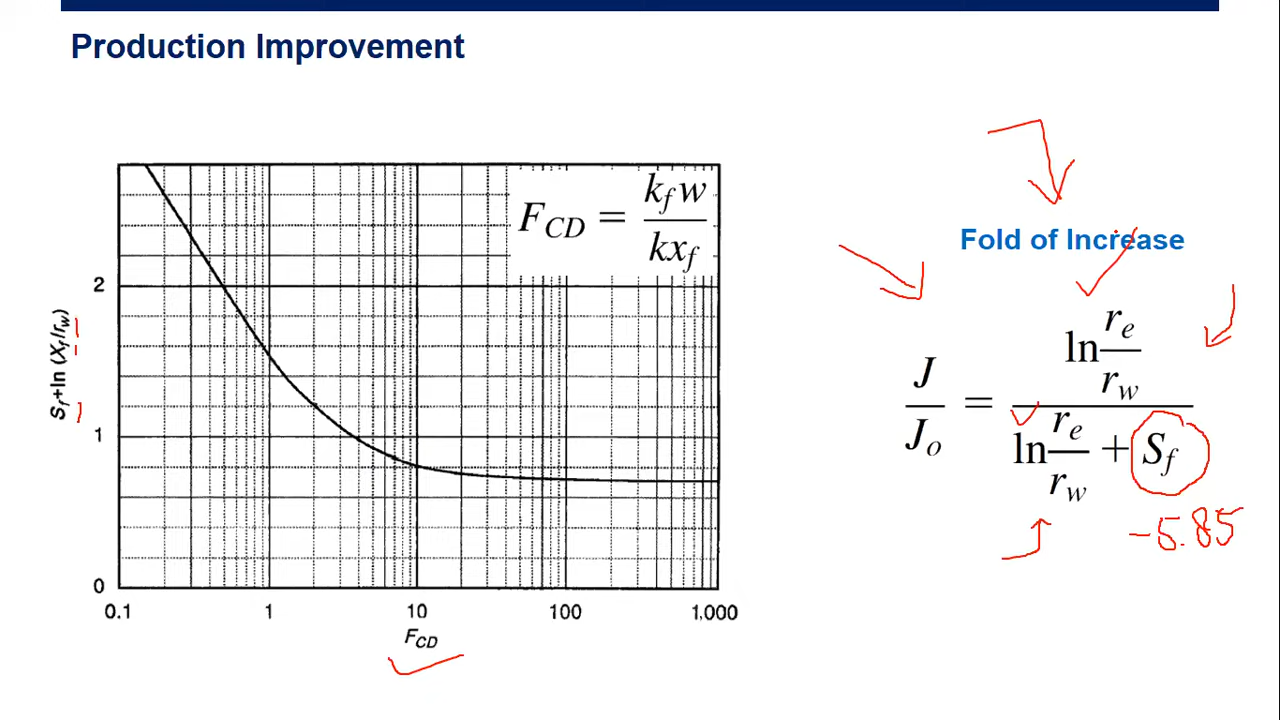 Production Improvement
F_CD = k_f w / k x_f
S_f+ln (X_f/r_w)
2
1
0
0.1 1 10 100 1,000
F_CD
Fold of Increase
J / J_o = ln r_e / r_w / ln r_e / r_w + S_f
-5.85